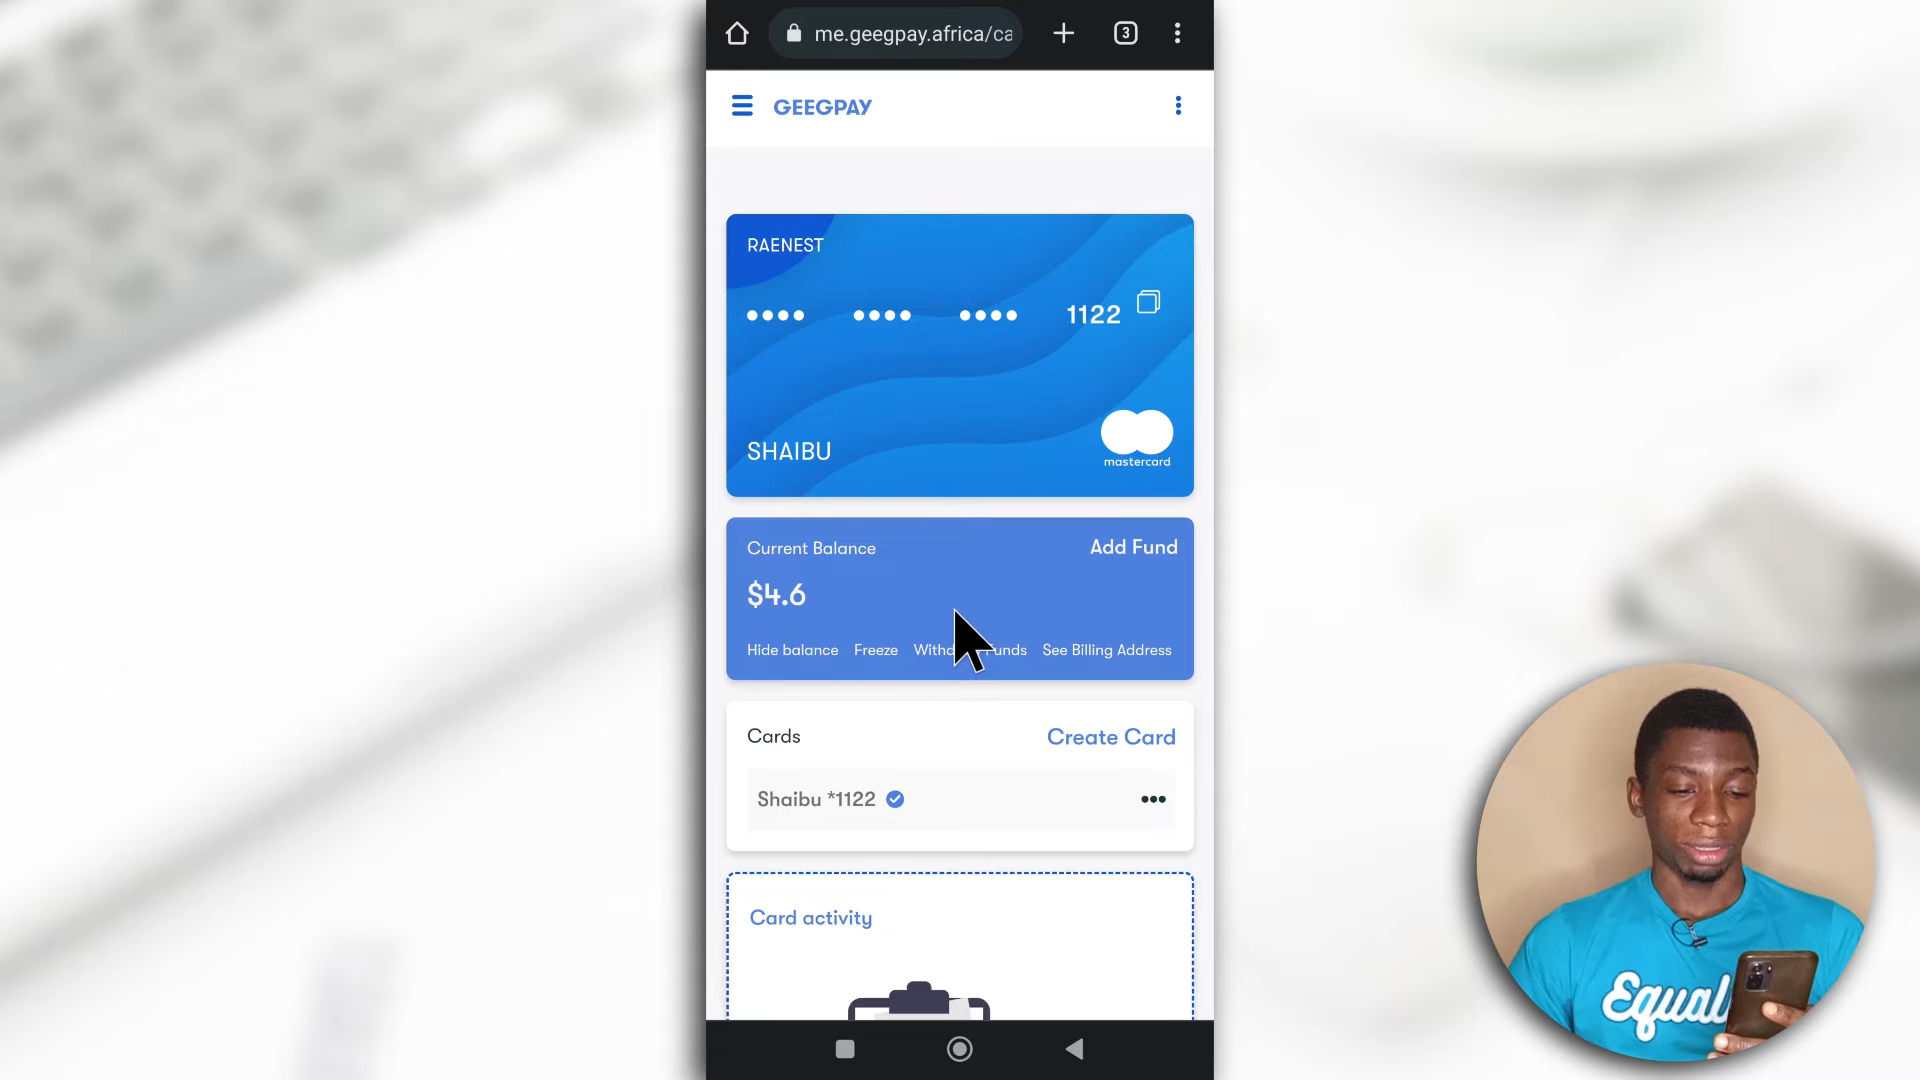 me.geegpay.africa/ca
3
GEEGPAY
RAENEST
1122
SHAIBU
mastercard
Current Balance
Add Fund
$4.6
Hide balance Freeze
unds See Billing Address
Cards
Create Card
Shaibu *1122
Card activity
Equal